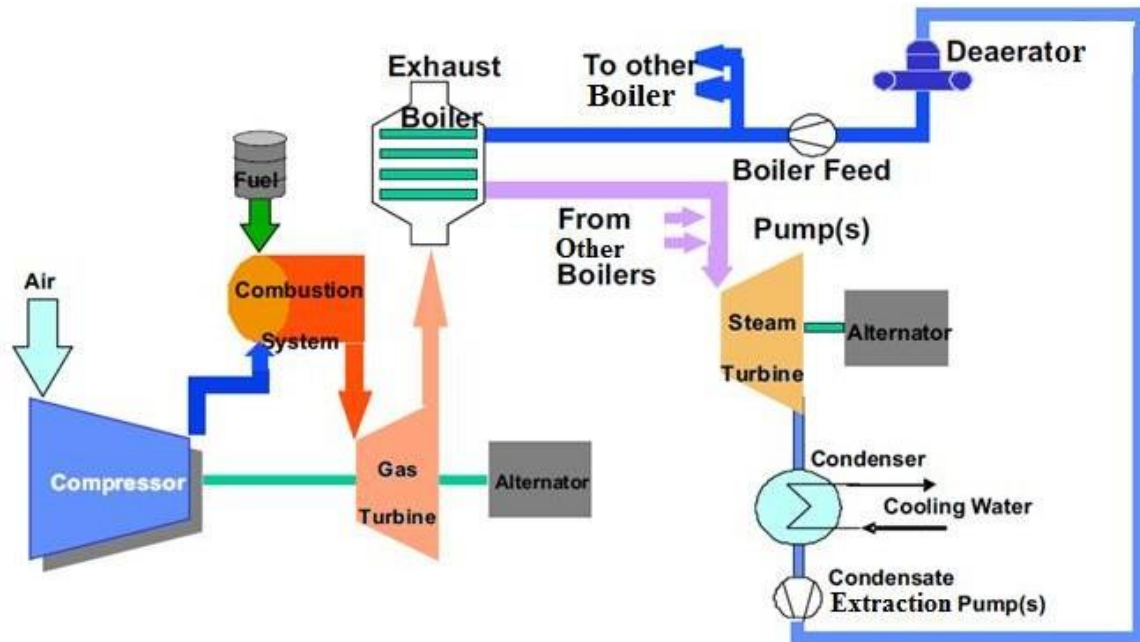 Exhaust
Boiler
To other
Boiler
Deaerator
Fuel
Boiler Feed
Pump(s)
From
Other
Boilers
Air
Combustion
System
Steam
Turbine
Alternator
Compressor
Gas
Turbine
Alternator
Condenser
Cooling Water
Condensate
Extraction Pump(s)